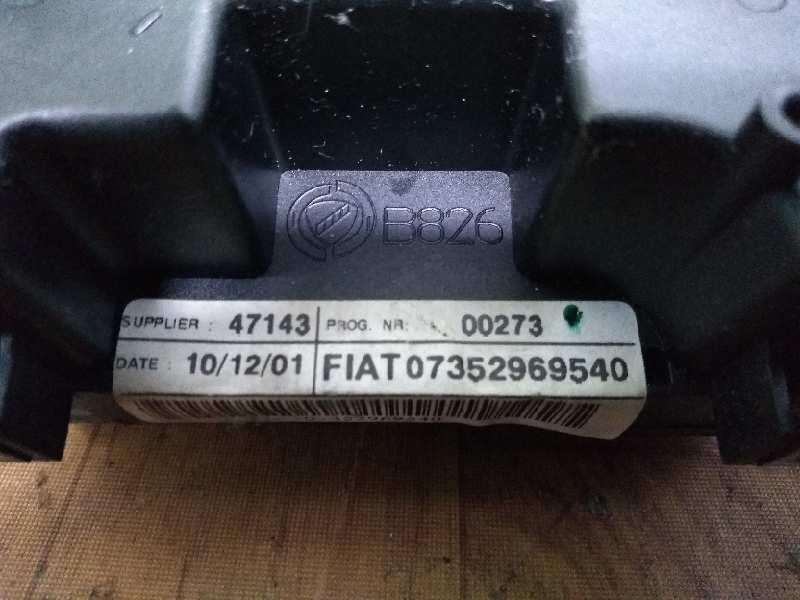 B826
SUPPLIER : 47143 PROG. NR: 00273
DATE : 10/12/01 FIAT 07352969540